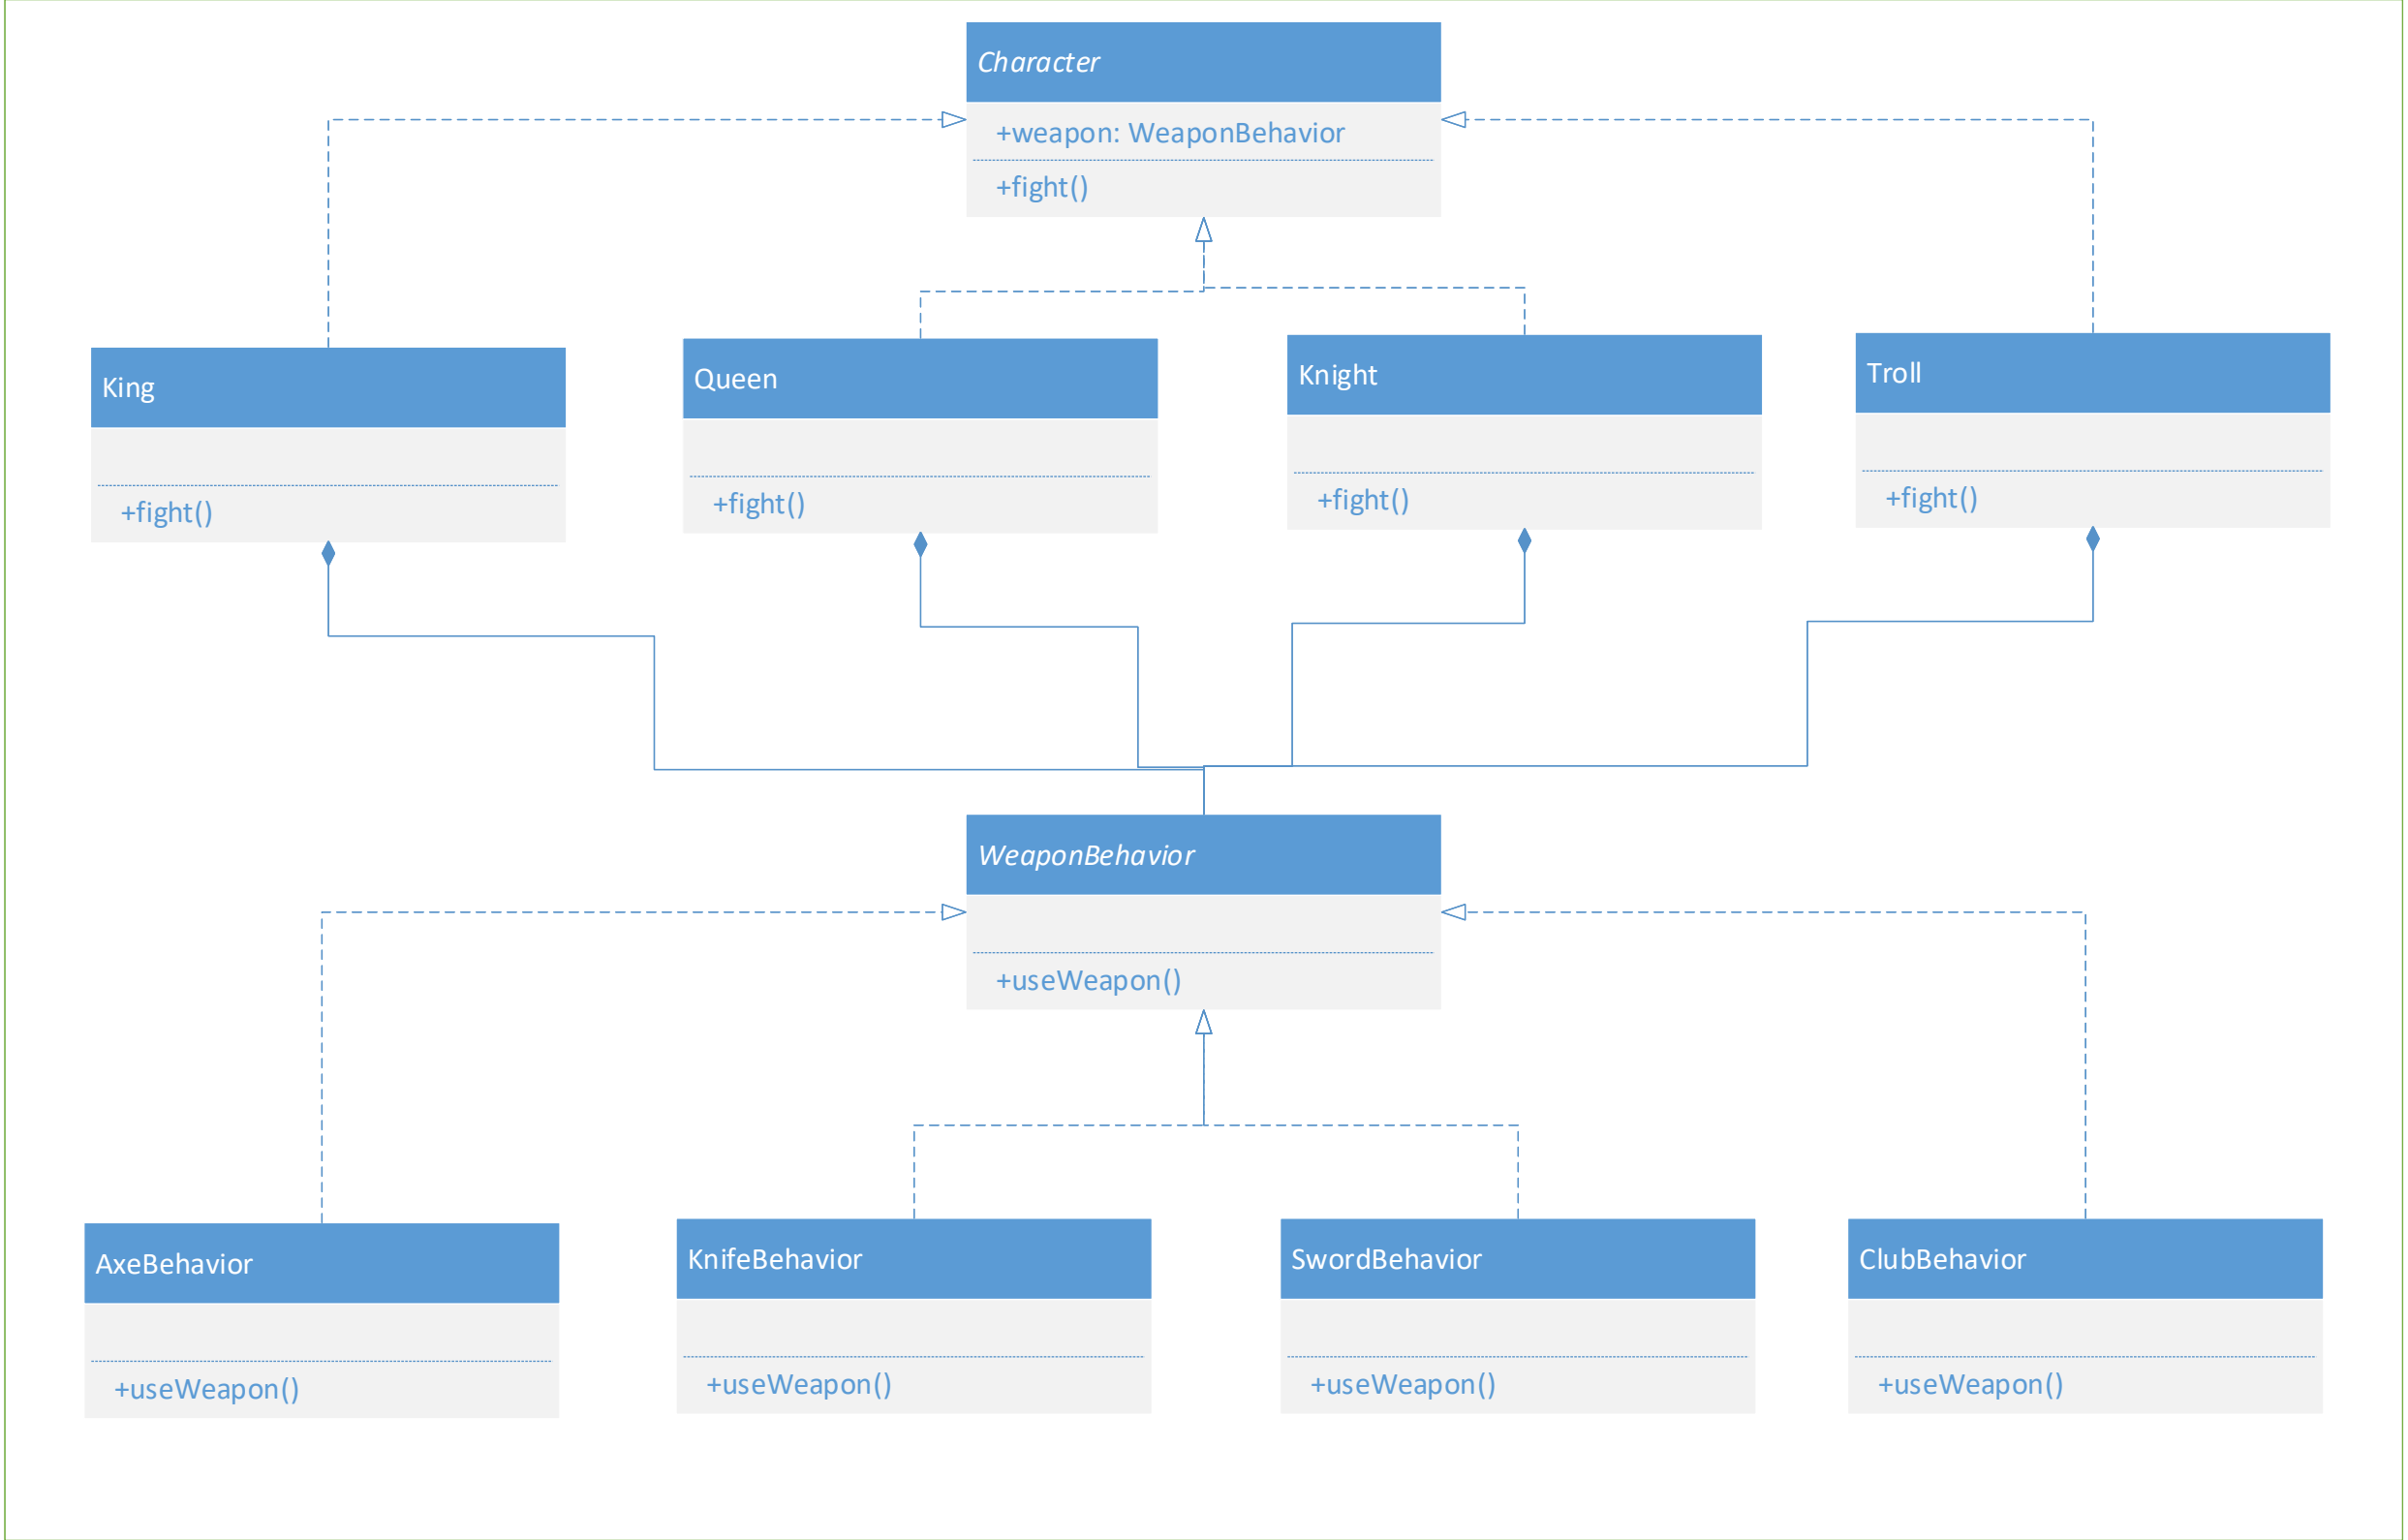 Character
+weapon: WeaponBehavior
+fight()
King
+fight()
Queen
+fight()
Knight
+fight()
Troll
+fight()
WeaponBehavior
+useWeapon()
AxeBehavior
+useWeapon()
KnifeBehavior
+useWeapon()
SwordBehavior
+useWeapon()
ClubBehavior
+useWeapon()